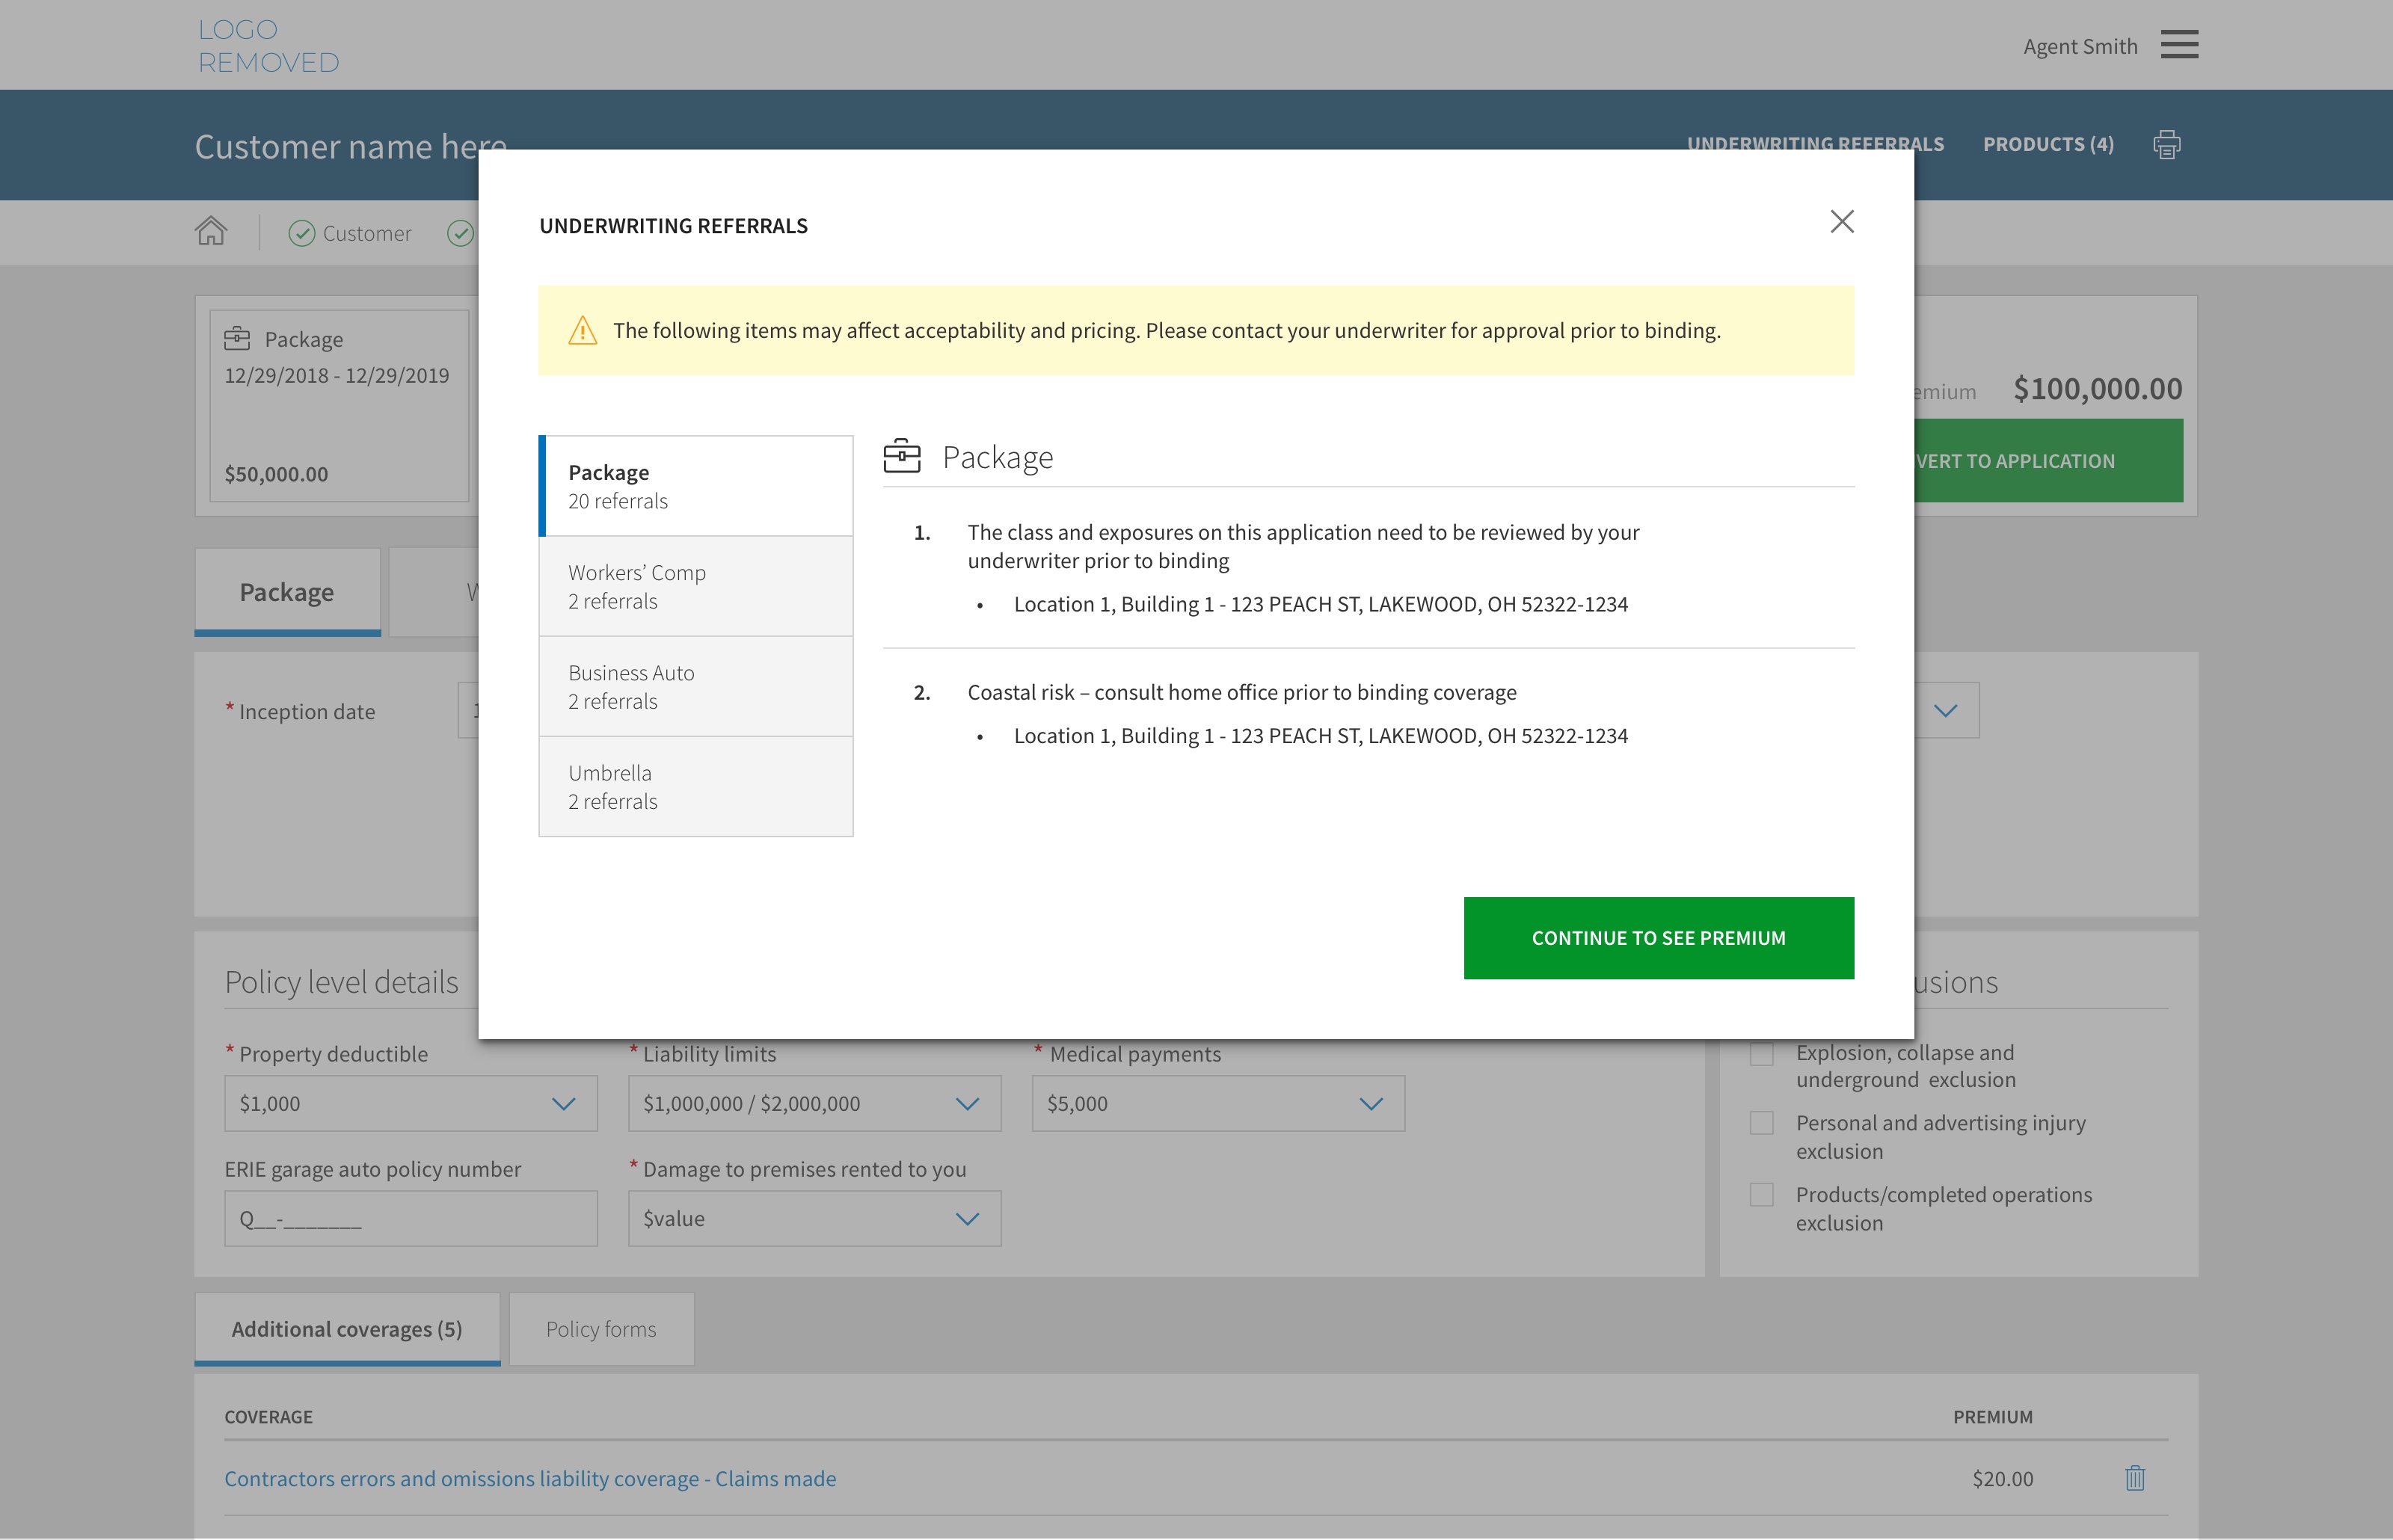 LOGO
REMOVED
Agent Smith
Customer name here
UNDERWRITING REFERRALS
PRODUCTS (4)
Customer
Package
12/29/2018 - 12/29/2019
$50,000.00
$100,000.00
TO APPLICATION
Package
* Inception date
UNDERWRITING REFERRALS
The following items may affect acceptability and pricing. Please contact your underwriter for approval prior to binding.
Package
20 referrals
Workers’ Comp
2 referrals
Business Auto
2 referrals
Umbrella
2 referrals
Package
1. The class and exposures on this application need to be reviewed by your
underwriter prior to binding
• Location 1, Building 1 - 123 PEACH ST, LAKEWOOD, OH 52322-1234
2. Coastal risk – consult home office prior to binding coverage
• Location 1, Building 1 - 123 PEACH ST, LAKEWOOD, OH 52322-1234
CONTINUE TO SEE PREMIUM
Policy level details
* Property deductible
* Liability limits
* Medical payments
$1,000
$1,000,000 / $2,000,000
$5,000
ERIE garage auto policy number
* Damage to premises rented to you
Q__-_______
$value
Explosion, collapse and
underground exclusion
Personal and advertising injury
exclusion
Products/completed operations
exclusion
Additional coverages (5)
Policy forms
COVERAGE
PREMIUM
Contractors errors and omissions liability coverage - Claims made
$20.00